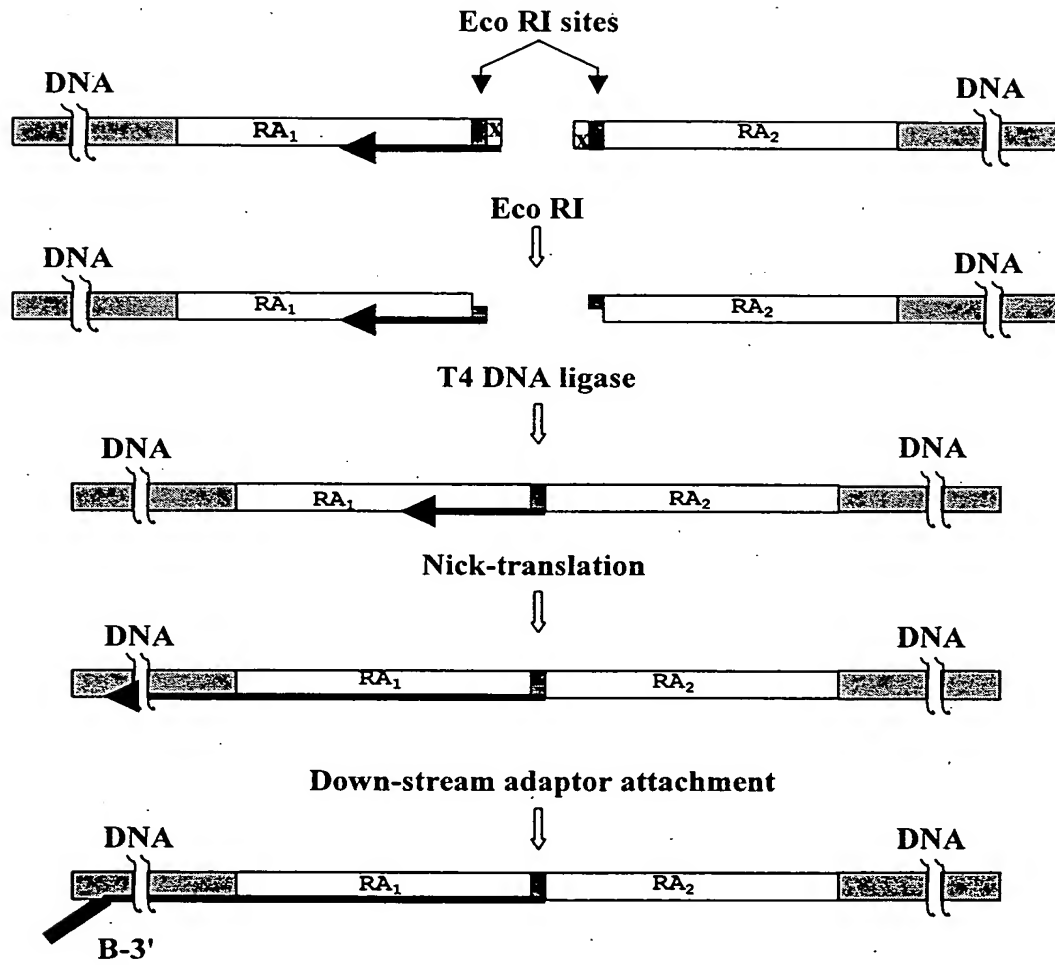 Eco RI sites
DNA DNA
RA₁ X X RA₂
Eco RI
DNA DNA
RA₁ RA₂
T4 DNA ligase
DNA DNA
RA₁ RA₂
Nick-translation
DNA DNA
RA₁ RA₂
Down-stream adaptor attachment
DNA DNA
RA₁ RA₂
B-3'